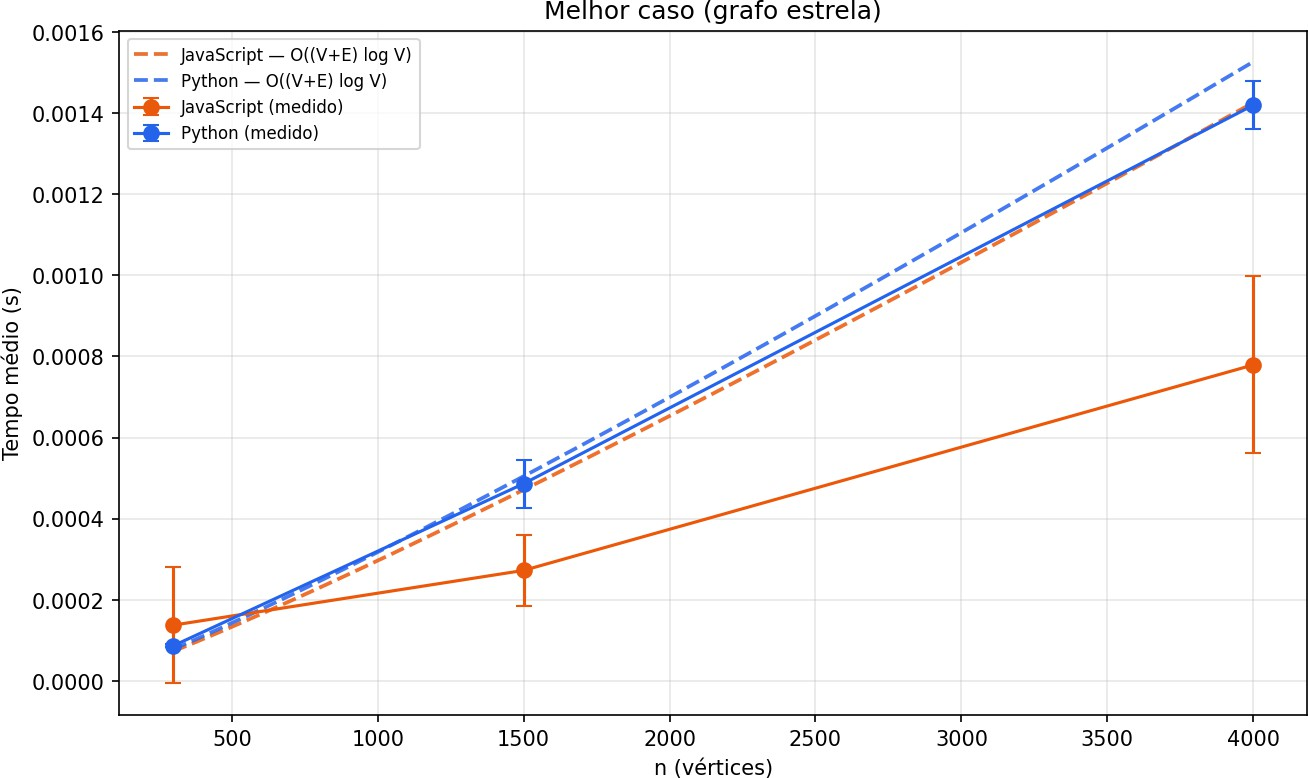 Melhor caso (grafo estrela)
JavaScript — O((V+E) log V)
Python — O((V+E) log V)
JavaScript (medido)
Python (medido)
Tempo médio (s)
0.0016
0.0014
0.0012
0.0010
0.0008
0.0006
0.0004
0.0002
0.0000
500 1000 1500 2000 2500 3000 3500 4000
n (vértices)